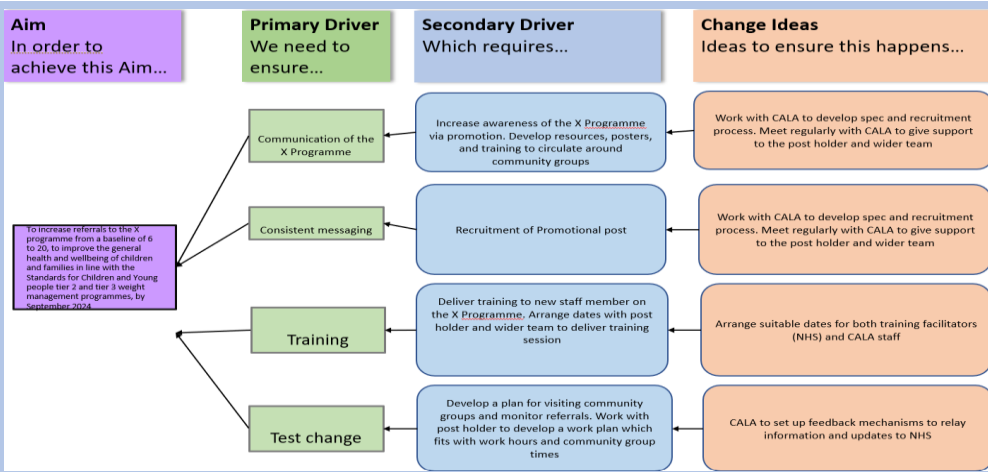 Aim
In order to
achieve this Aim...
Primary Driver
We need to
ensure...
Secondary Driver
Which requires...
Change Ideas
Ideas to ensure this happens...
To increase referrals to the X
programme from a baseline of 6
to 20, to improve the general
health and wellbeing of children
and families in line with the
Standards for Children and Young
people tier 2 and tier 3 weight
management programmes, by
September 2024
Communication of the
X Programme
Increase awareness of the X Programme
via promotion. Develop resources, posters,
and training to circulate around
community groups
Work with CALA to develop spec and recruitment
process. Meet regularly with CALA to give support
to the post holder and wider team
Consistent messaging
Recruitment of Promotional post
Work with CALA to develop spec and recruitment
process. Meet regularly with CALA to give support
to the post holder and wider team
Training
Deliver training to new staff member on
the X Programme. Arrange dates with post
holder and wider team to deliver training
session
Arrange suitable dates for both training facilitators
(NHS) and CALA staff
Test change
Develop a plan for visiting community
groups and monitor referrals. Work with
post holder to develop a work plan which
fits with work hours and community group
times
CALA to set up feedback mechanisms to relay
information and updates to NHS